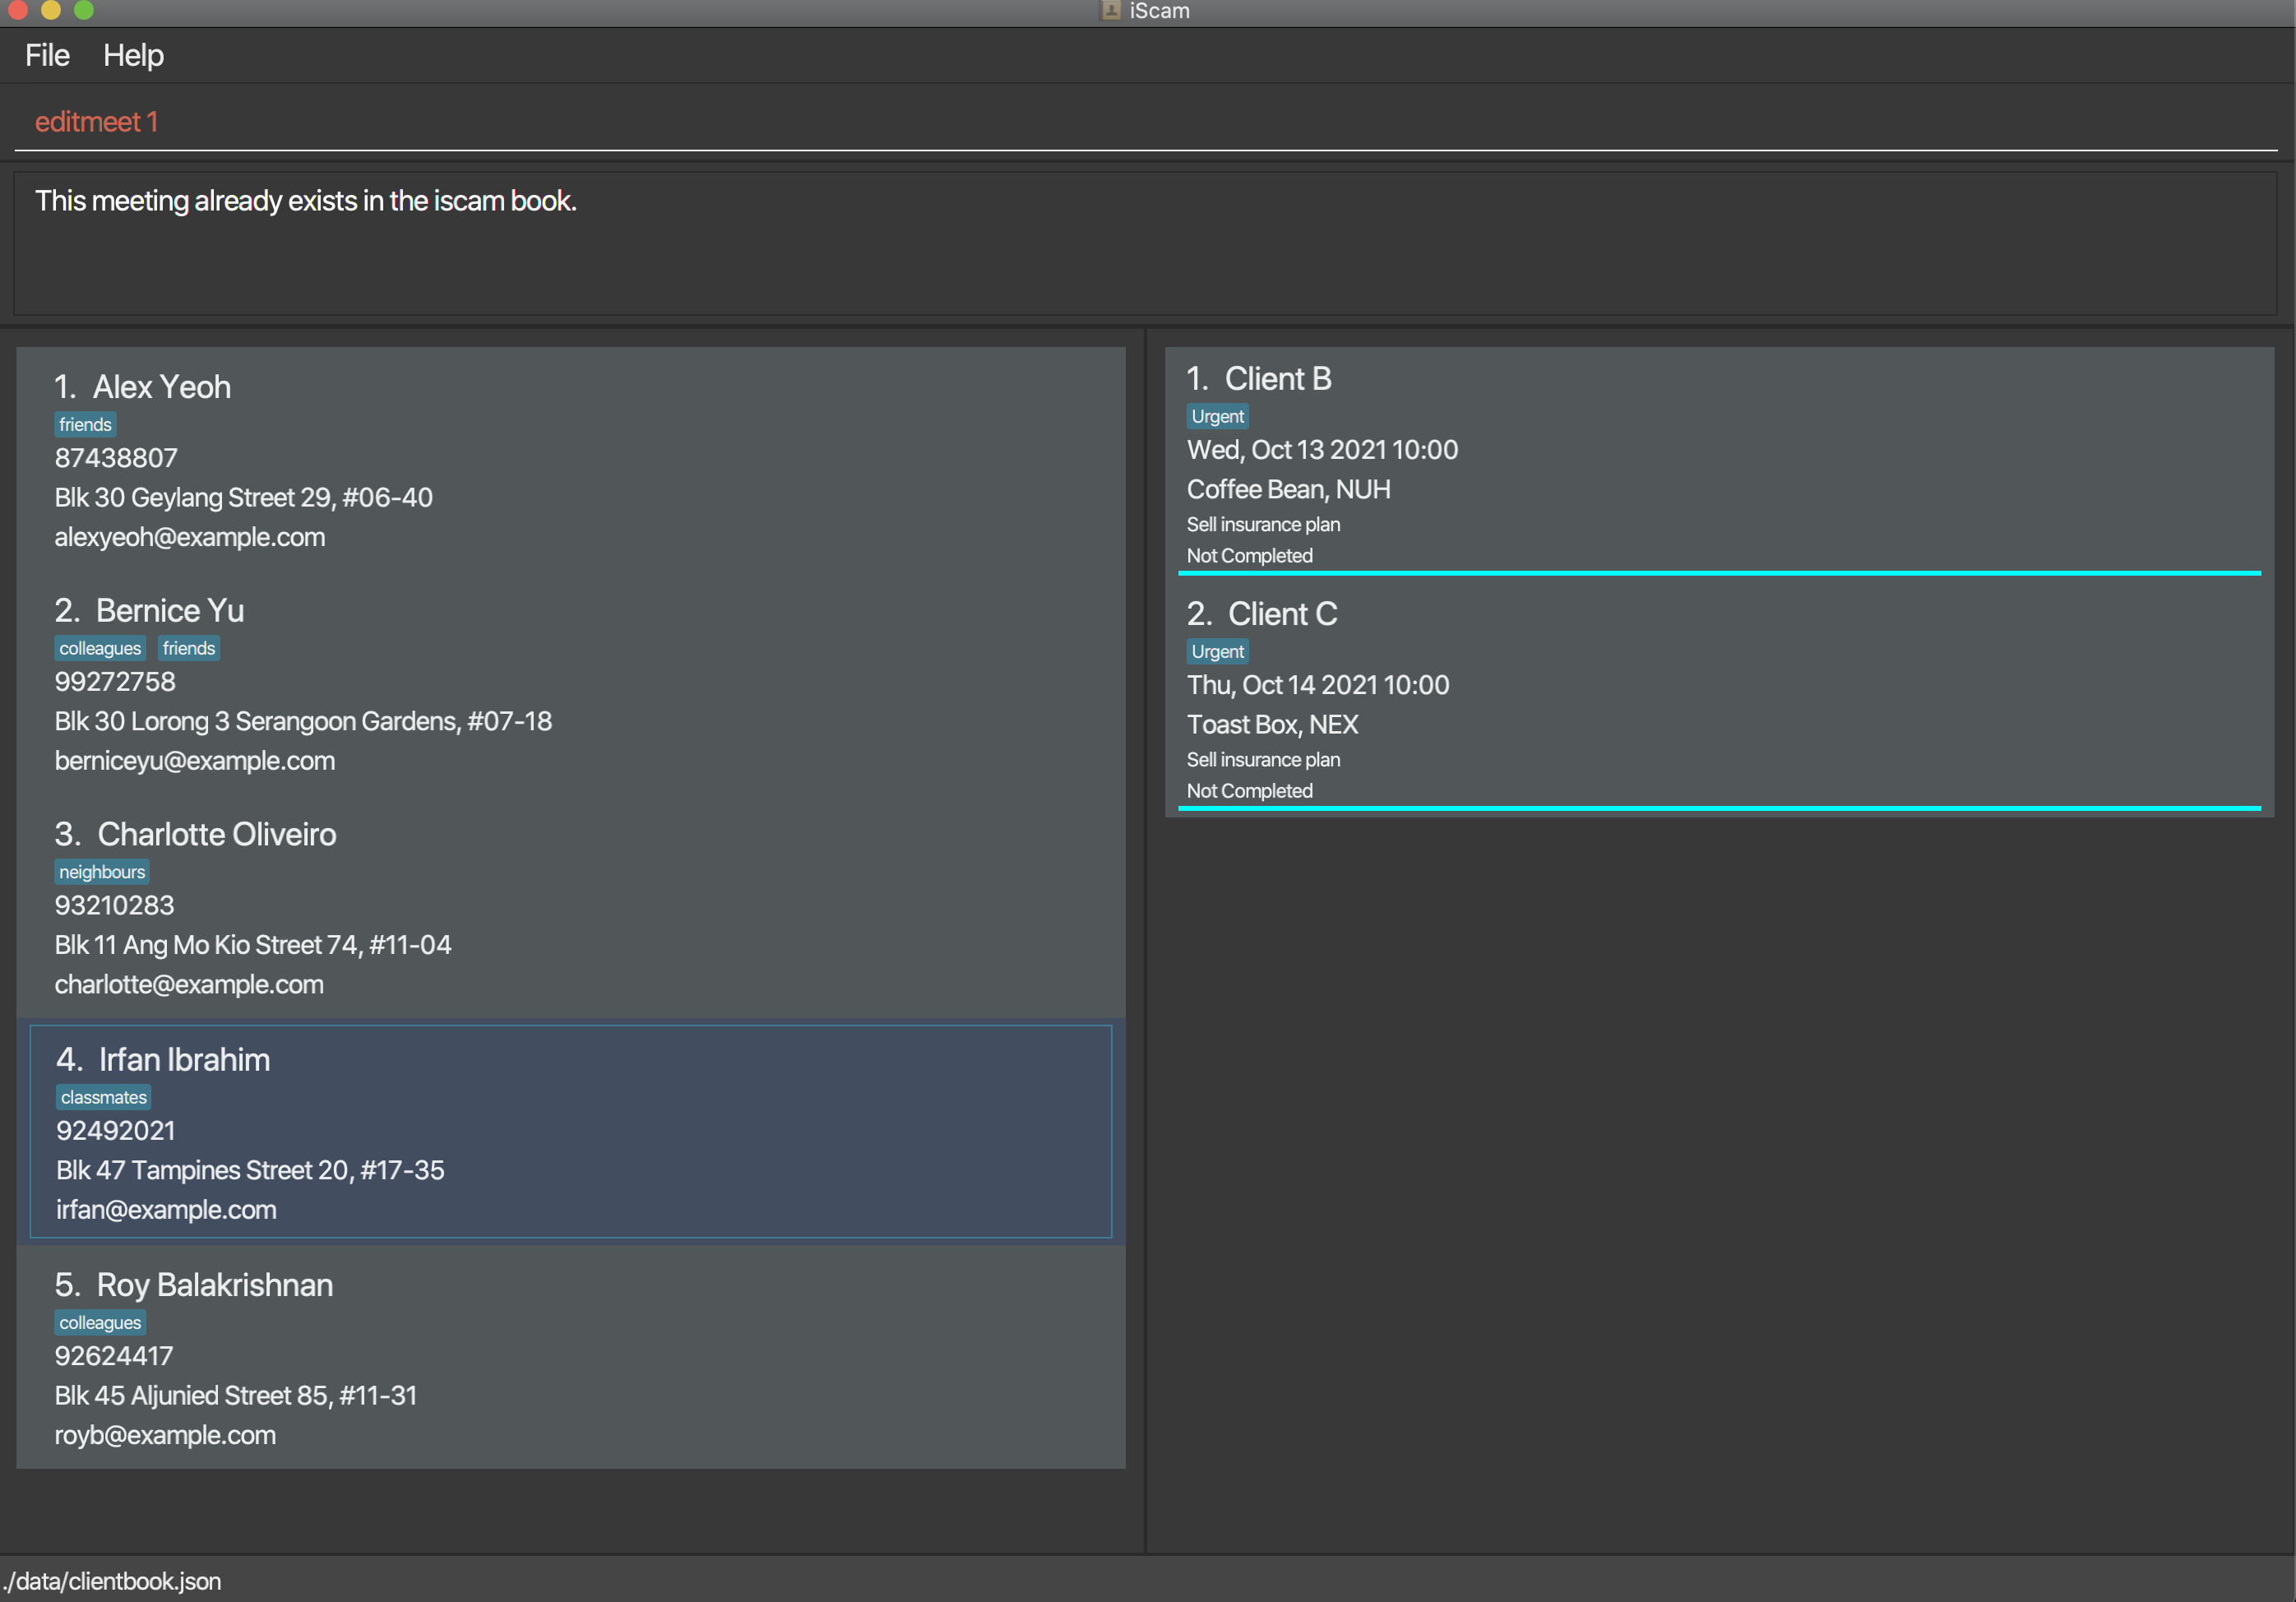 iScam
File Help
editmeet 1
This meeting already exists in the iscam book.
1. Alex Yeoh
friends
87438807
Blk 30 Geylang Street 29, #06-40
alexyeoh@example.com
2. Bernice Yu
colleagues friends
99272758
Blk 30 Lorong 3 Serangoon Gardens, #07-18
berniceyu@example.com
3. Charlotte Oliveiro
neighbours
93210283
Blk 11 Ang Mo Kio Street 74, #11-04
charlotte@example.com
4. Irfan Ibrahim
classmates
92492021
Blk 47 Tampines Street 20, #17-35
irfan@example.com
5. Roy Balakrishnan
colleagues
92624417
Blk 45 Aljunied Street 85, #11-31
royb@example.com
1. Client B
Urgent
Wed, Oct 13 2021 10:00
Coffee Bean, NUH
Sell insurance plan
Not Completed
2. Client C
Urgent
Thu, Oct 14 2021 10:00
Toast Box, NEX
Sell insurance plan
Not Completed
./data/clientbook.json